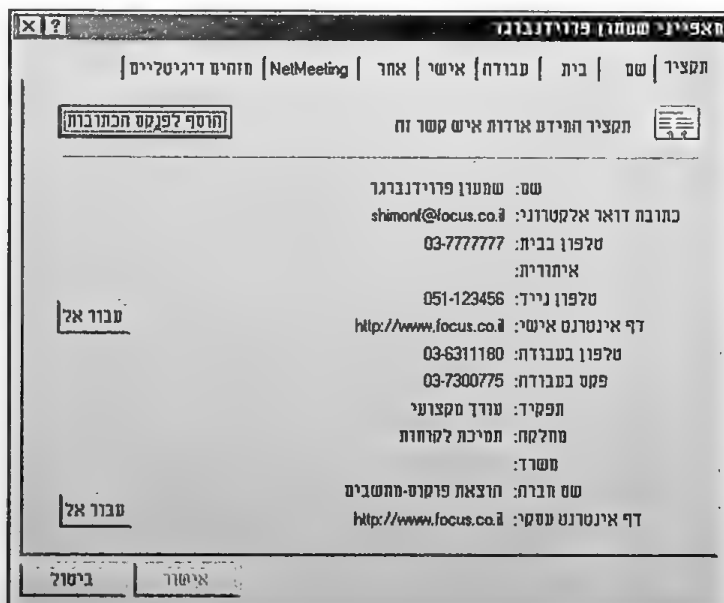 מאפייני שמעון פרוידנברגר
תקציר | שם | בית | עבודה | אישי | אחר | NetMeeting | מזהים דיגיטליים
תקציר המידע אודות איש קשר זה
הוסף לפנקס הכתובות
שם: שמעון פרוידנברגר
כתובת דואר אלקטרוני: shimonf@focus.co.il
טלפון בבית: 03-7777777
איתורית:
טלפון נייד: 051-123456
דף אינטרנט אישי: http://www.focus.co.il
עבור אל
טלפון בעבודה: 03-6311180
פקס בעבודה: 03-7300775
תפקיד: עורך מקצועי
מחלקה: תמיכת לקוחות
משרד:
שם חברה: הוצאת פוקוס-מחשבים
דף אינטרנט עסקי: http://www.focus.co.il
עבור אל
אישור
ביטול